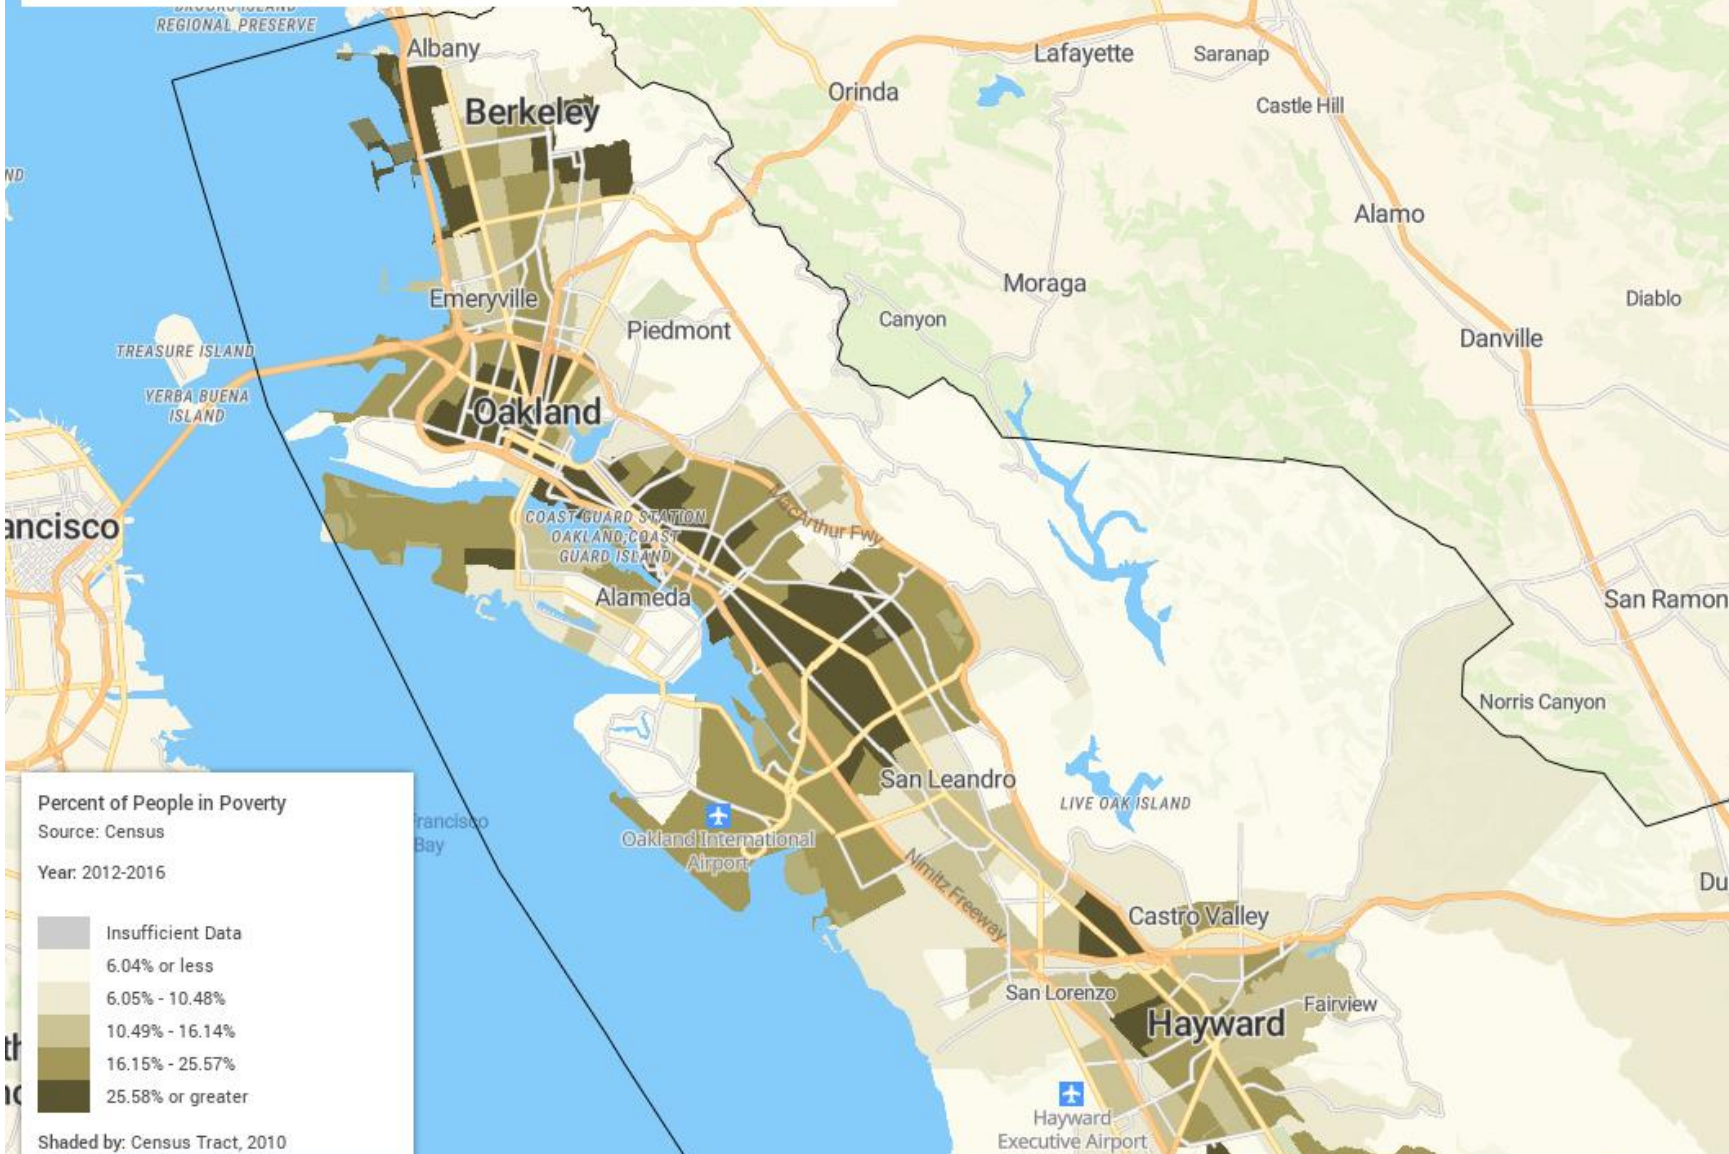 REGIONAL PRESERVE
Albany
Lafayette
Saranap
Orinda
Castle Hill
Berkeley
ND
Alamo
Moraga
Emeryville
Diablo
Canyon
Piedmont
Danville
TREASURE ISLAND
YERBA BUENA
ISLAND
Oakland
MacArthur Fwy
ancisco
COAST GUARD STATION
OAKLAND;COAST
GUARD ISLAND
Alameda
San Ramon
Norris Canyon
San Leandro
LIVE OAK ISLAND
Oakland International
Airport
Nimitz Freeway
Du
Castro Valley
San Lorenzo
Fairview
Hayward
Hayward
Executive Airport
Francisco
Bay
Percent of People in Poverty
Source: Census
Year: 2012-2016
Insufficient Data
6.04% or less
6.05% - 10.48%
10.49% - 16.14%
16.15% - 25.57%
25.58% or greater
Shaded by: Census Tract, 2010